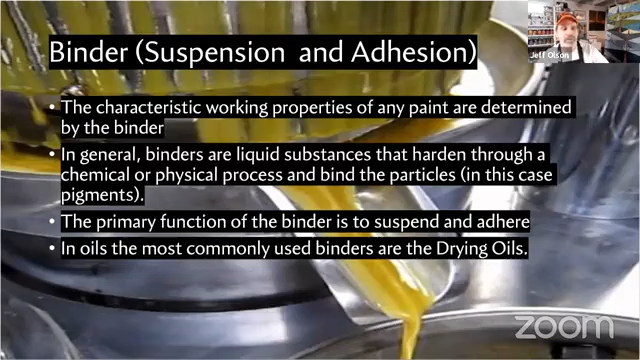 Binder (Suspension and Adhesion)
Jeff Olson
• The characteristic working properties of any paint are determined
by the binder
• In general, binders are liquid substances that harden through a
chemical or physical process and bind the particles (in this case
pigments).
• The primary function of the binder is to suspend and adhere
• In oils the most commonly used binders are the Drying Oils.
zoom